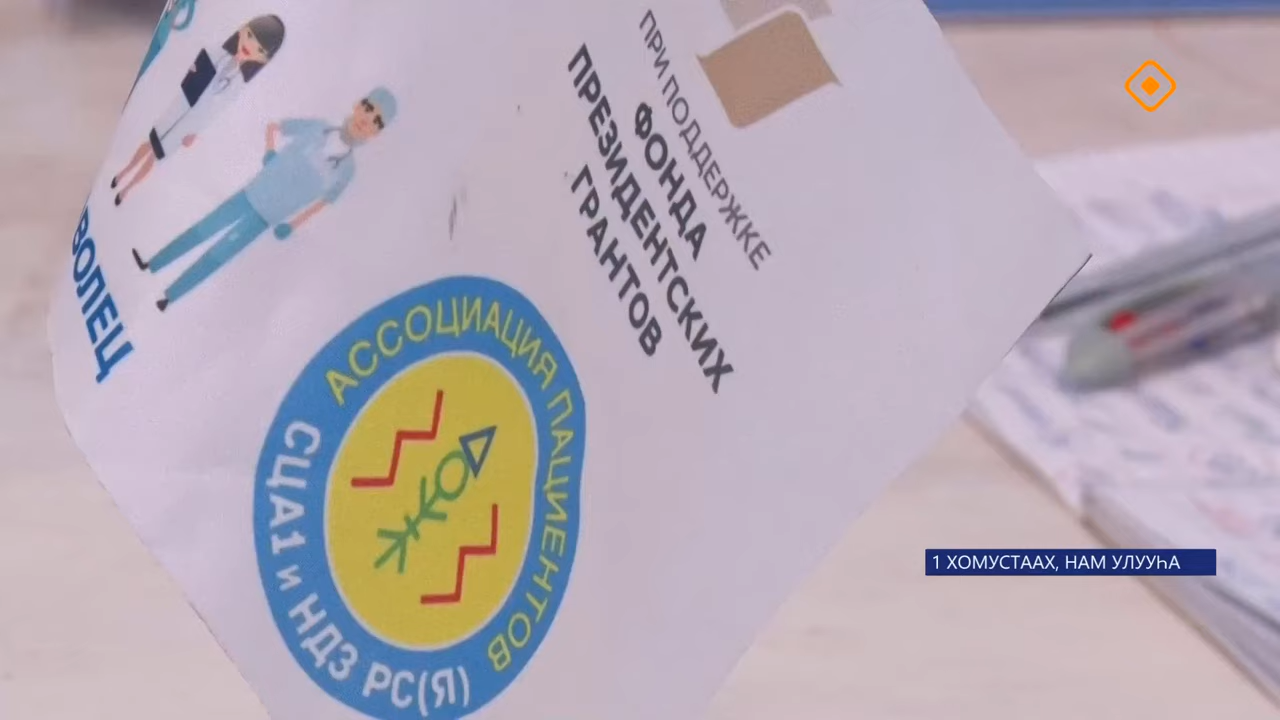 ПРИ ПОДДЕРЖКЕ
ФОНДА
ПРЕЗИДЕНТСКИХ
ГРАНТОВ
ВОЛЕЦ
АССОЦИАЦИЯ ПАЦИЕНТОВ
СЦА1 и НДЗ РС(Я)
1 ХОМУСТААХ, НАМ УЛУУҺА